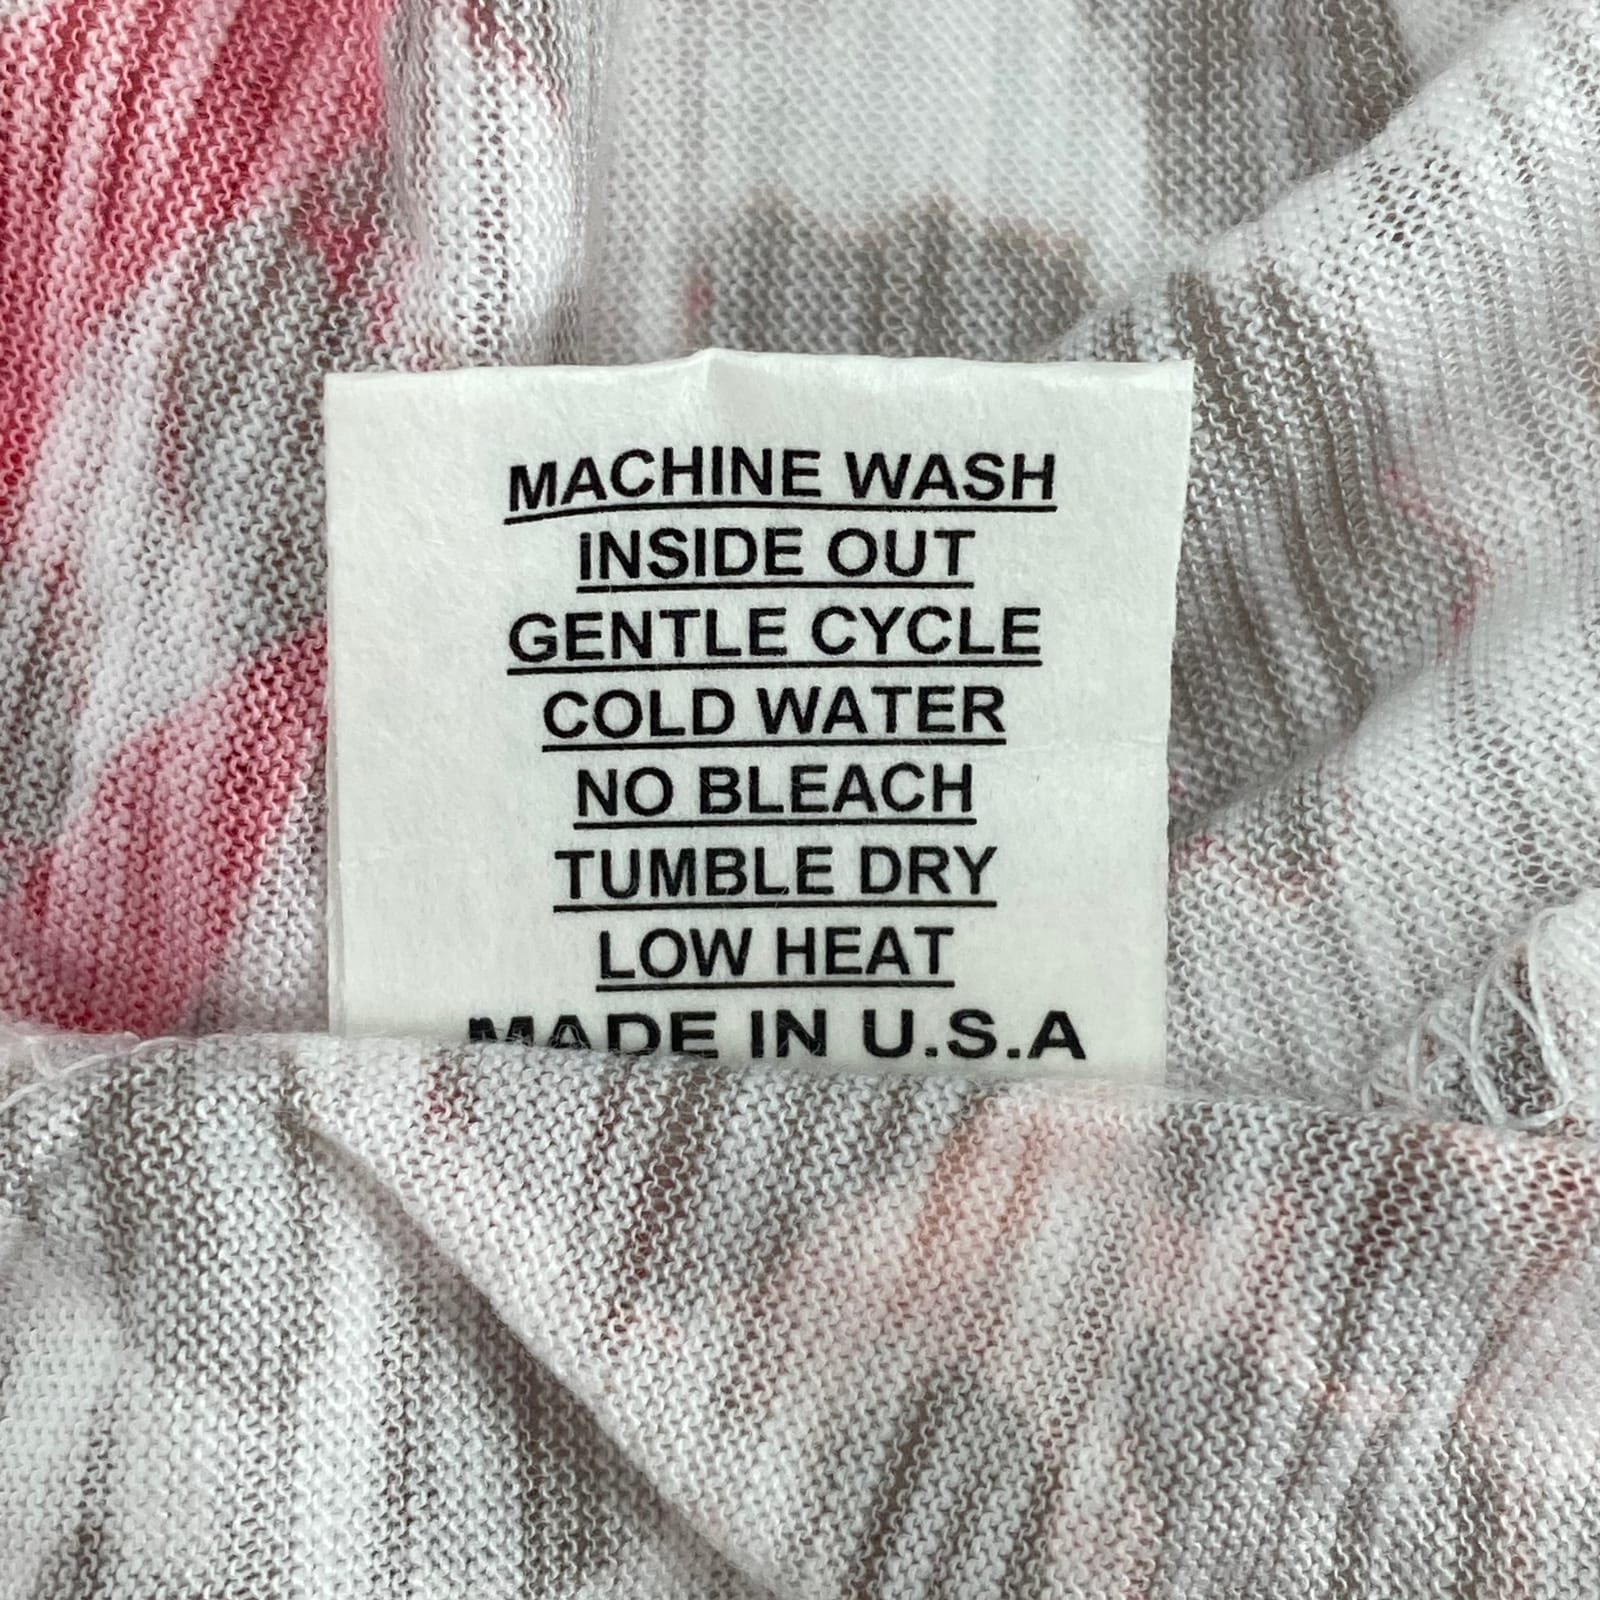 MACHINE WASH
INSIDE OUT
GENTLE CYCLE
COLD WATER
NO BLEACH
TUMBLE DRY
LOW HEAT
MADE IN U.S.A